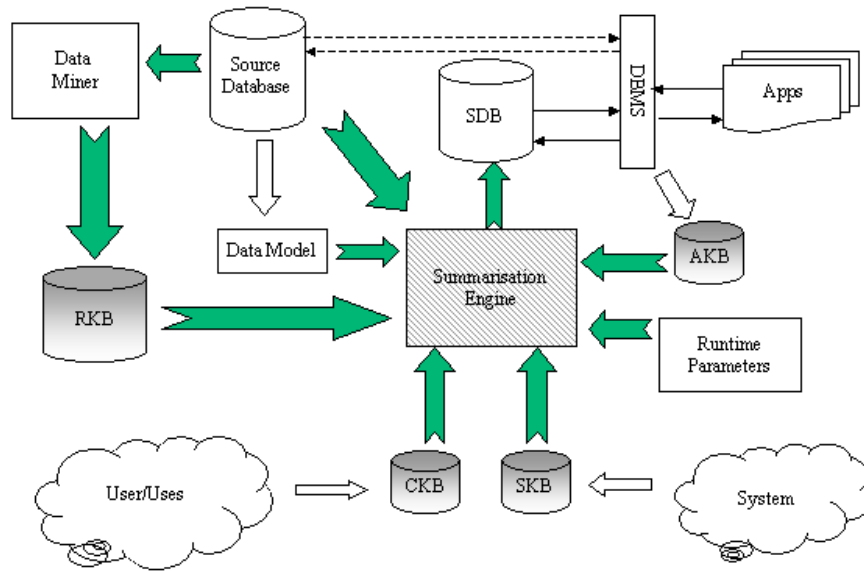 Data
Miner
Source
Database
SDB
DBMS
Apps
Data Model
Summarisation
Engine
AKB
RKB
Runtime
Parameters
User/Uses
CKB
SKB
System